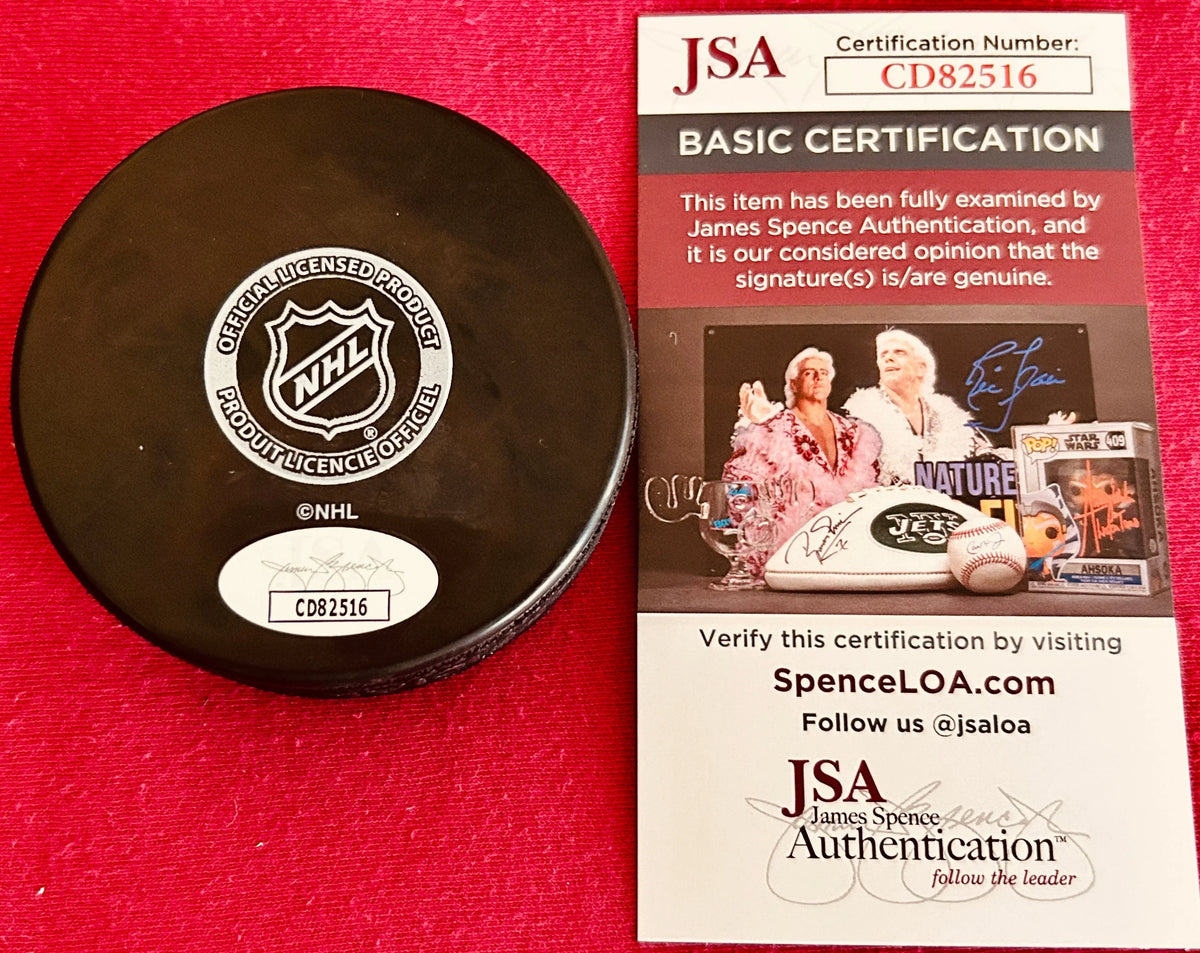 OFFICIAL LICENSED PRODUCT
NHL
®
PRODUIT LICENCIE OFFICIEL
©NHL
CD82516
JSA
Certification Number:
CD82516
BASIC CERTIFICATION
This item has been fully examined by
James Spence Authentication, and
it is our considered opinion that the
signature(s) is/are genuine.
NATURE
POP!
STAR
WARS
409
JETS
AHSOKA
AHSOKA
Verify this certification by visiting
SpenceLOA.com
Follow us @jsaloa
JSA
James Spence
Authentication™
follow the leader